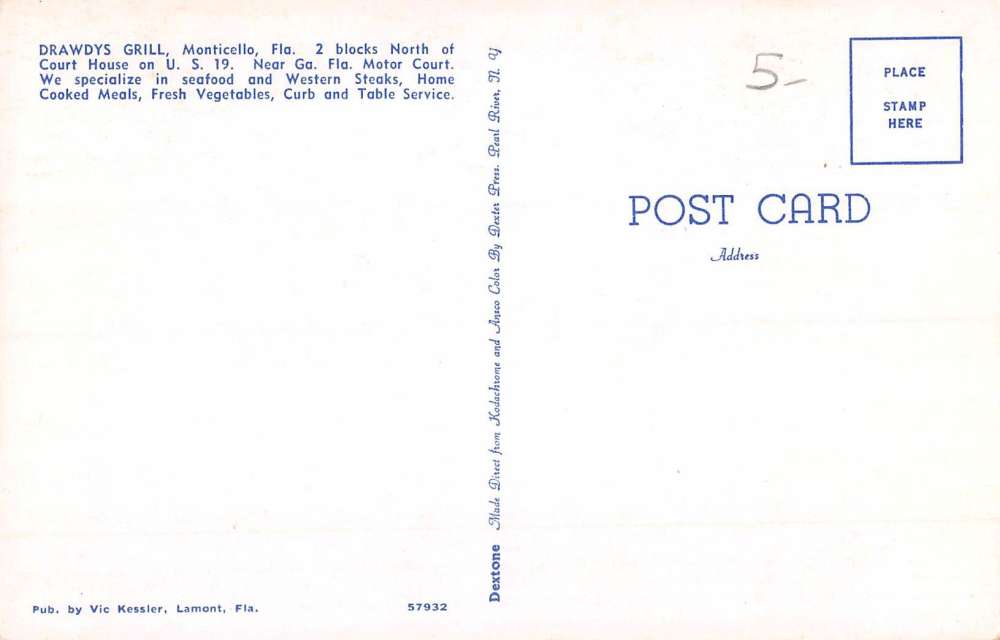 DRAWDYS GRILL, Monticello, Fla. 2 blocks North of
Court House on U. S. 19. Near Ga. Fla. Motor Court.
We specialize in seafood and Western Steaks, Home
Cooked Meals, Fresh Vegetables, Curb and Table Service.
Pub. by Vic Kessler, Lamont, Fla.
57932
Dextone Made Direct from Kodachrome and Ansco Color By Dexter Press. Pearl River, N. Y
5-
PLACE
STAMP
HERE
POST CARD
Address